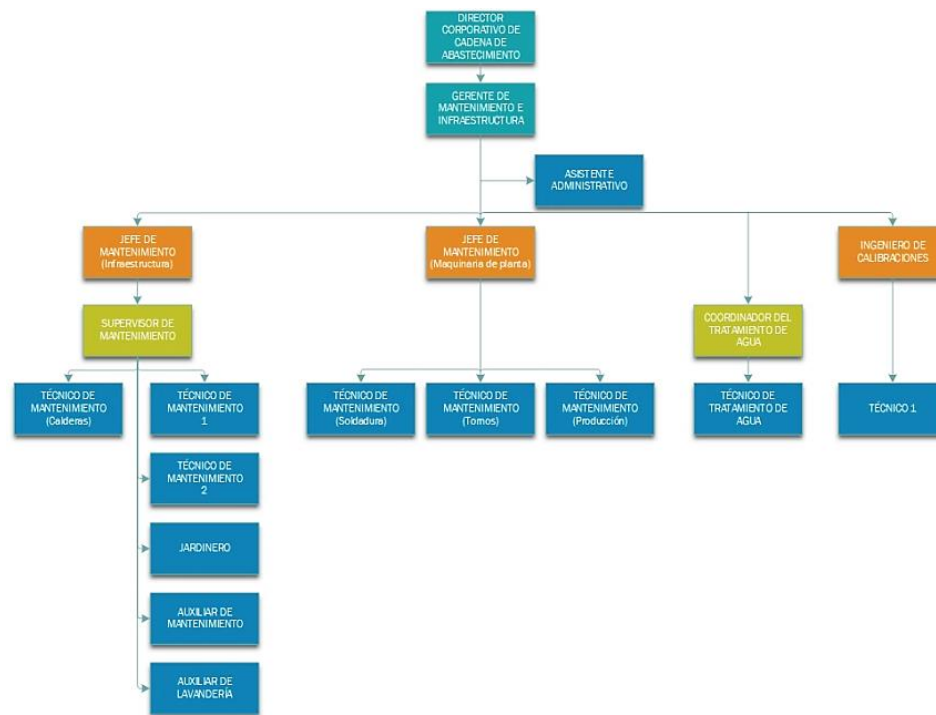 DIRECTOR
CORPORATIVO DE
CADENA DE
ABASTECIMIENTO
GERENTE DE
MANTENIMIENTO E
INFRAESTRUCTURA
ASISTENTE
ADMINISTRATIVO
JEFE DE
MANTENIMIENTO
(Infraestructura)
JEFE DE
MANTENIMIENTO
(Maquinaria de planta)
INGENIERO DE
CALIBRACIONES
SUPERVISOR DE
MANTENIMIENTO
COORDINADOR DEL
TRATAMIENTO DE
AGUA
TÉCNICO DE
MANTENIMIENTO
(Calderas)
TÉCNICO DE
MANTENIMIENTO
1
TÉCNICO DE
MANTENIMIENTO
(Soldadura)
TÉCNICO DE
MANTENIMIENTO
(Tornos)
TÉCNICO DE
MANTENIMIENTO
(Producción)
TÉCNICO DE
TRATAMIENTO DE
AGUA
TÉCNICO 1
TÉCNICO DE
MANTENIMIENTO
2
JARDINERO
AUXILIAR DE
MANTENIMIENTO
AUXILIAR DE
LAVANDERÍA